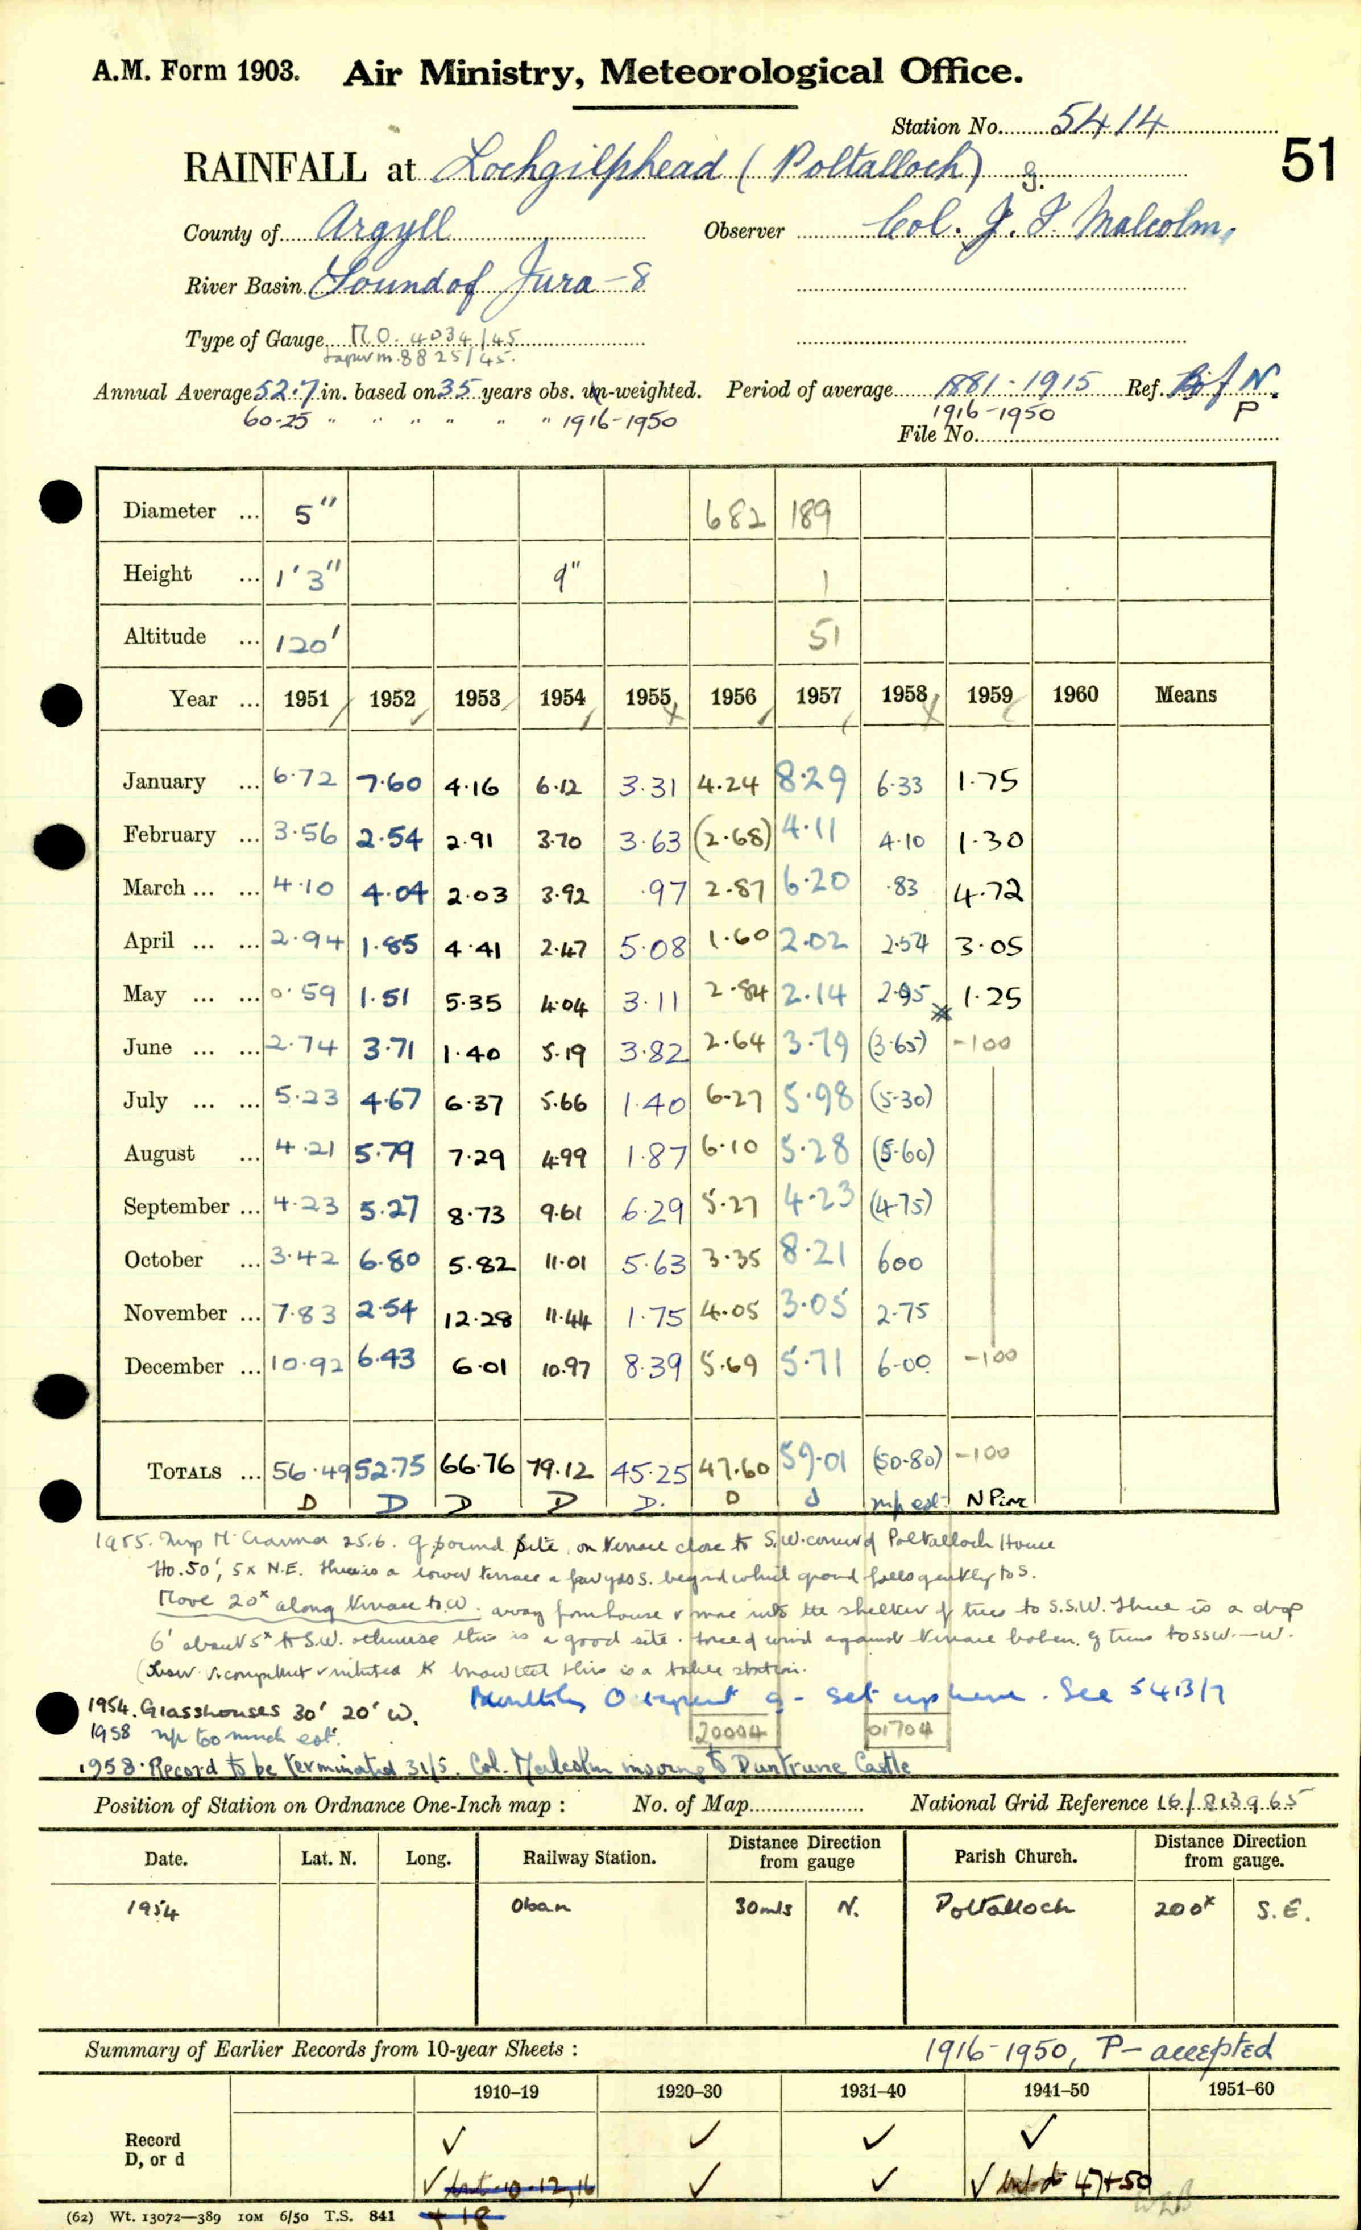 A.M. Form 1903. Air Ministry, Meteorological Office.
Station No. 5414
51
RAINFALL at Lochgilphead (Poltalloch) g.
County of Argyll Observer Col. J. I. Malcolm,
River Basin Sound of Jura -8
Type of Gauge M.O. 4034/45
8825/45.
Annual Average 52.7 in. based on 35 years obs. un-weighted. Period of average 1881-1915 Ref. B of N.
60.25 " " " " " " 1916-1950 1916-1950 P
File No.
Diameter ... 5" 682 189
Height ... 1' 3" 9" 1
Altitude ... 120' 51
Year ... 1951 1952 1953 1954 1955 1956 1957 1958 1959 1960 Means
January ... 6.72 7.60 4.16 6.12 3.31 4.24 8.29 6.33 1.75
February ... 3.56 2.54 2.91 3.70 3.63 (2.68) 4.11 4.10 1.30
March ... ... 4.10 4.04 2.03 3.92 .97 2.87 6.20 .83 4.72
April ... ... 2.94 1.85 4.41 2.47 5.08 1.60 2.02 2.54 3.05
May ... ... 0.59 1.51 5.35 4.04 3.11 2.84 2.14 2.95 1.25
June ... ... 2.74 3.71 1.40 5.19 3.82 2.64 3.79 (3.65) -100
July ... ... 5.23 4.67 6.37 5.66 1.40 6.27 5.98 (5.30)
August ... 4.21 5.79 7.29 4.99 1.87 6.10 5.28 (5.60)
September ... 4.23 5.27 8.73 9.61 6.29 5.27 4.23 (4.75)
October ... 3.42 6.80 5.82 11.01 5.63 3.35 8.21 600
November ... 7.83 2.54 12.28 11.44 1.75 4.05 3.05 2.75
December ... 10.92 6.43 6.01 10.97 8.39 5.69 5.71 6.00 -100
TOTALS ... 56.49 52.75 66.76 79.12 45.25 47.60 59.01 (50.80) -100
D D D D D. D d n/p est.
1955. Insp 25.6. site on terrace close to S.W. corner of Poltalloch House
Ho. 50', 5x N.E. There is a lower terrace a few yds S. beyond which ground falls gently to S.
Move 20x along terrace to W. away from house & more into the shelter of trees to S.S.W. There is a drop
6' about 5x to S.W. otherwise this is a good site. Force of wind against terrace broken by trees to SSW.-W.
to know that this is a station.
1954. Glasshouses 30' 20' W. Monthly Octapent g - set up here. See 5413/7
1958 n/p too much est. 20004 01704
1958. Record to be terminated 31/5. Col. Malcolm moving to Duntrune Castle
Position of Station on Ordnance One-Inch map : No. of Map National Grid Reference 16/813965
Date. Lat. N. Long. Railway Station. Distance Direction from gauge Parish Church. Distance Direction from gauge.
1954 Oban 30 mls N. Poltalloch 200x S.E.
Summary of Earlier Records from 10-year Sheets : 1916-1950, P- accepted
1910-19 1920-30 1931-40 1941-50 1951-60
Record ✓ ✓ ✓ ✓
D, or d
✓ but 10-12, 16 ✓ ✓ ✓ but d 47+50
+ 18
(62) Wt. 13072—389 10M 6/50 T.S. 841